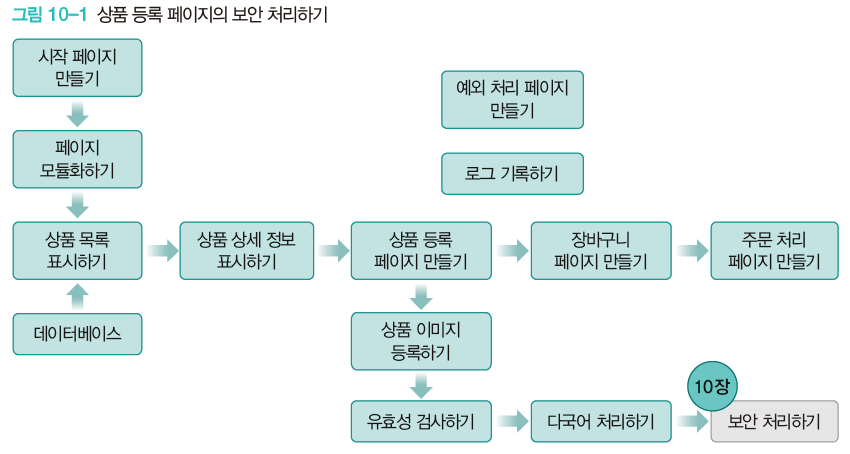 그림 10-1 상품 등록 페이지의 보안 처리하기
시작 페이지
만들기
예외 처리 페이지
만들기
페이지
모듈화하기
로그 기록하기
상품 목록
표시하기
상품 상세 정보
표시하기
상품 등록
페이지 만들기
장바구니
페이지 만들기
주문 처리
페이지 만들기
데이터베이스
상품 이미지
등록하기
유효성 검사하기
다국어 처리하기
10장
보안 처리하기